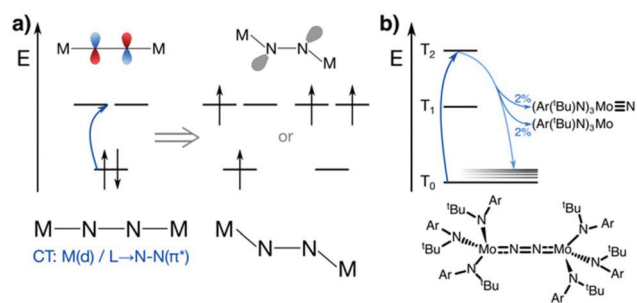 a)
E
M
M
M
N
N
M
or
M
N
N
M
CT: M(d) / L→N-N(π*)
M
N
N
M
b)
E
T₂
T₁
T₀
2%
(Ar(ᵗBu)N)₃Mo≡N
2%
(Ar(ᵗBu)N)₃Mo
ᵗBu
Ar
N
Ar
N
ᵗBu
ᵗBu
N
Ar
Mo=N=N=Mo
Ar
N
ᵗBu
ᵗBu
N
Ar
N
ᵗBu
Ar